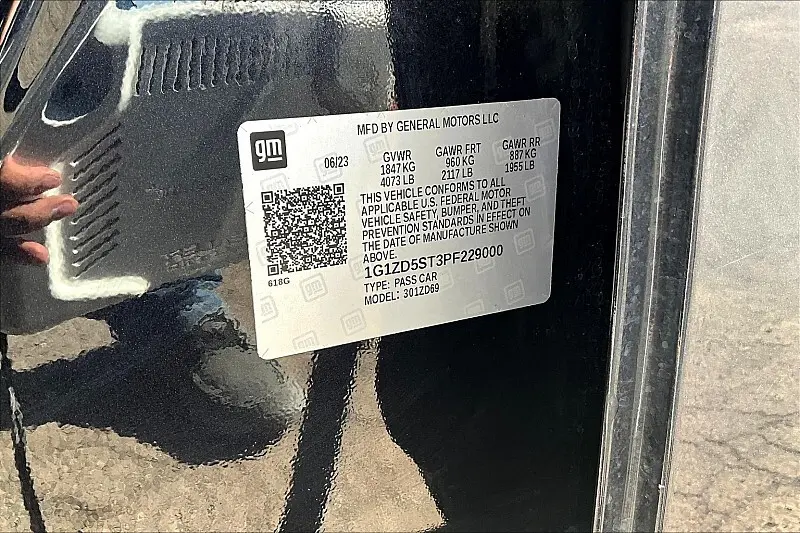 MFD BY GENERAL MOTORS LLC
gm
06/23
GVWR
1847 KG
4073 LB
GAWR FRT
960 KG
2117 LB
GAWR RR
887 KG
1955 LB
THIS VEHICLE CONFORMS TO ALL
APPLICABLE U.S. FEDERAL MOTOR
VEHICLE SAFETY, BUMPER, AND THEFT
PREVENTION STANDARDS IN EFFECT ON
THE DATE OF MANUFACTURE SHOWN
ABOVE.
1G1ZD5ST3PF229000
618G
TYPE: PASS CAR
MODEL: 301ZD69